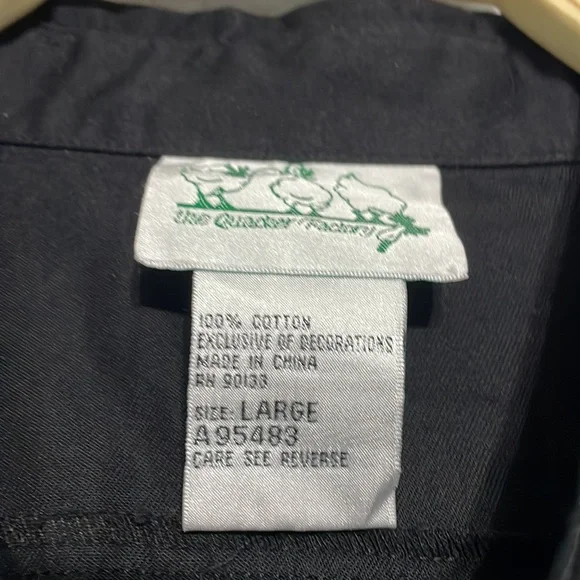 the Quacker Factory
100% COTTON
EXCLUSIVE OF DECORATIONS
MADE IN CHINA
RN 90133
SIZE: LARGE
A95483
CARE SEE REVERSE